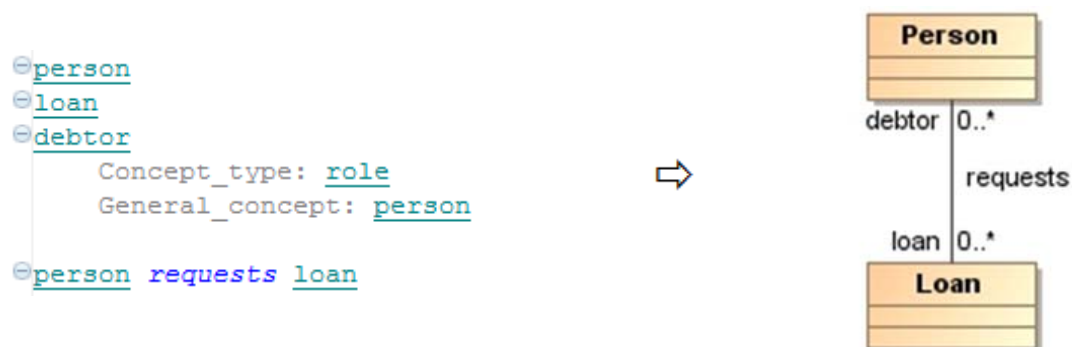 person
loan
debtor
Concept_type: role
General_concept: person
person requests loan
Person
debtor 0..*
requests
loan 0..*
Loan